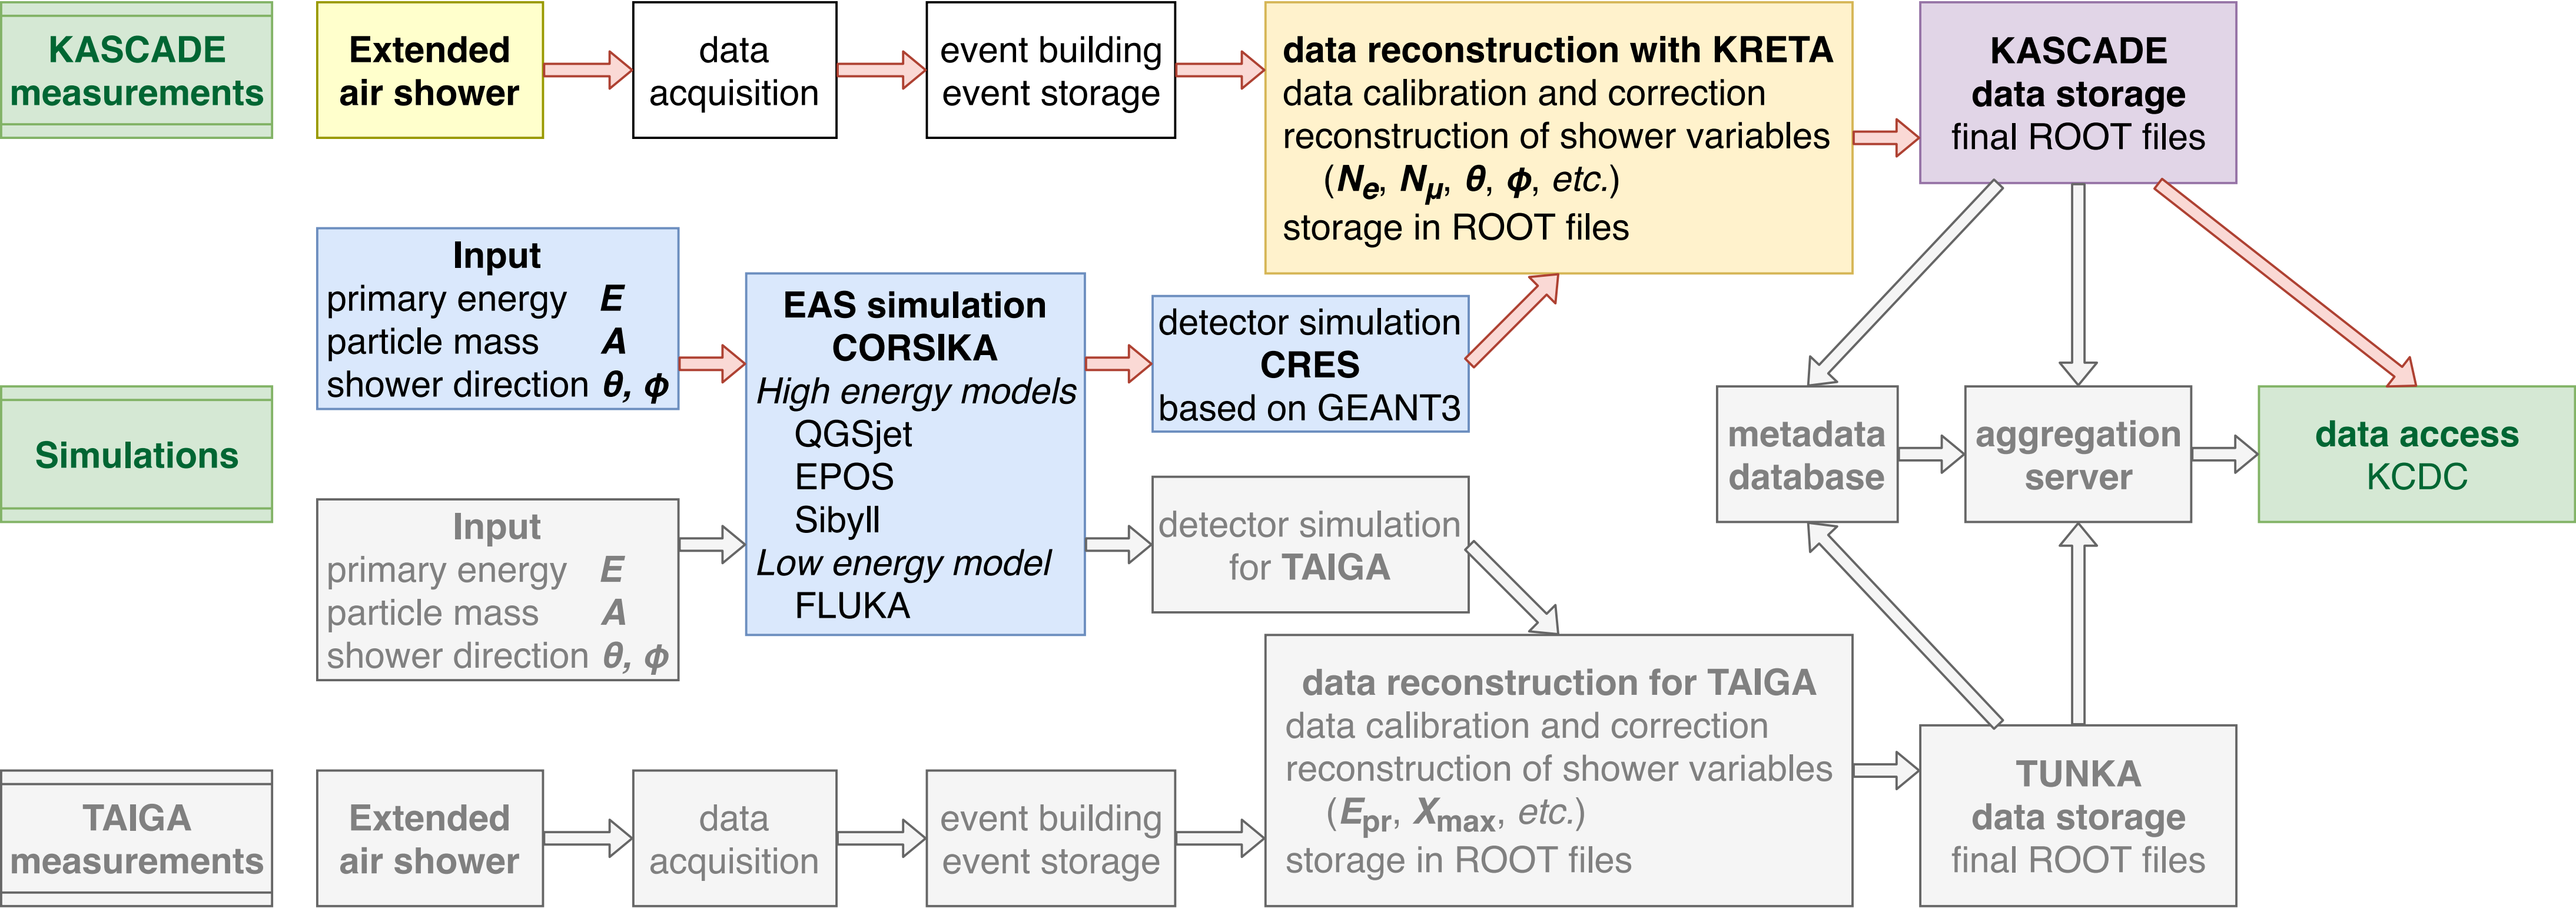 KASCADE
measurements
Extended
air shower
data
acquisition
event building
event storage
data reconstruction with KRETA
data calibration and correction
reconstruction of shower variables
(Ne, Nμ, θ, ϕ, etc.)
storage in ROOT files
KASCADE
data storage
final ROOT files
Simulations
Input
primary energy E
particle mass A
shower direction θ, ϕ
EAS simulation
CORSIKA
High energy models
QGSjet
EPOS
Sibyll
Low energy model
FLUKA
detector simulation
CRES
based on GEANT3
Input
primary energy E
particle mass A
shower direction θ, ϕ
detector simulation
for TAIGA
metadata
database
aggregation
server
data access
KCDC
TAIGA
measurements
Extended
air shower
data
acquisition
event building
event storage
data reconstruction for TAIGA
data calibration and correction
reconstruction of shower variables
(Epr, Xmax, etc.)
storage in ROOT files
TUNKA
data storage
final ROOT files